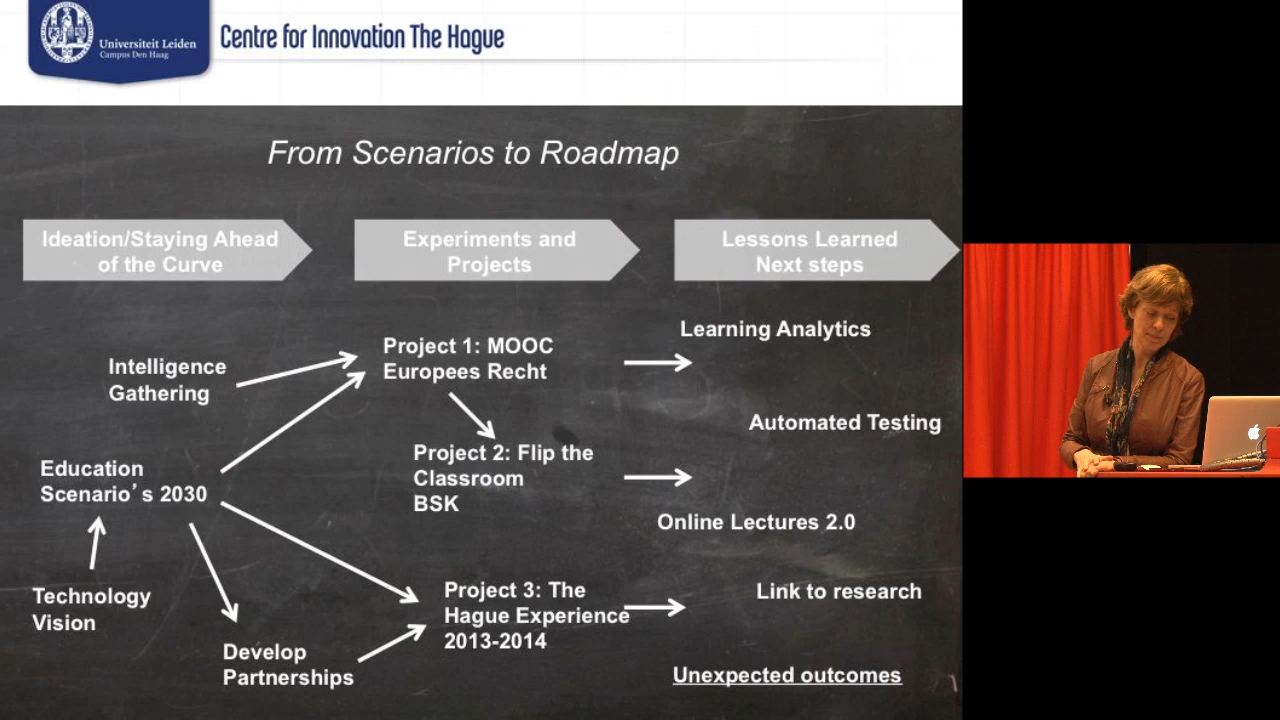 Universiteit Leiden
Campus Den Haag
Centre for Innovation The Hague
From Scenarios to Roadmap
Ideation/Staying Ahead
of the Curve
Experiments and
Projects
Lessons Learned
Next steps
Intelligence
Gathering
Education
Scenario's 2030
Technology
Vision
Develop
Partnerships
Project 1: MOOC
Europees Recht
Project 2: Flip the
Classroom
BSK
Project 3: The
Hague Experience
2013-2014
Learning Analytics
Automated Testing
Online Lectures 2.0
Link to research
Unexpected outcomes